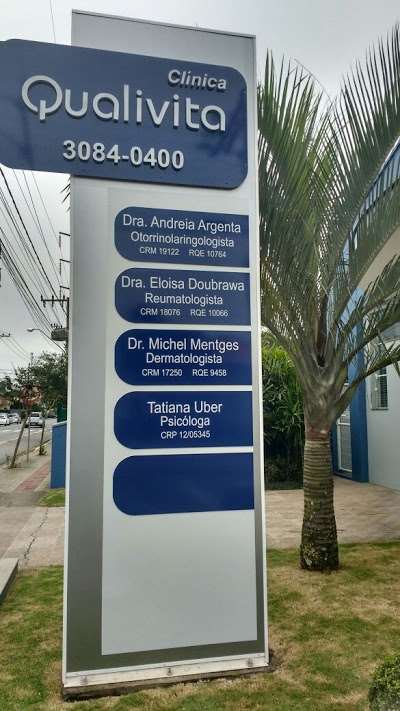 Clínica
Qualivita
3084-0400
Dra. Andreia Argenta
Otorrinolaringologista
CRM 19122 RQE 10764
Dra. Eloisa Doubrawa
Reumatologista
CRM 18076 RQE 10066
Dr. Michel Mentges
Dermatologista
CRM 17250 RQE 9458
Tatiana Uber
Psicóloga
CRP 12/05345